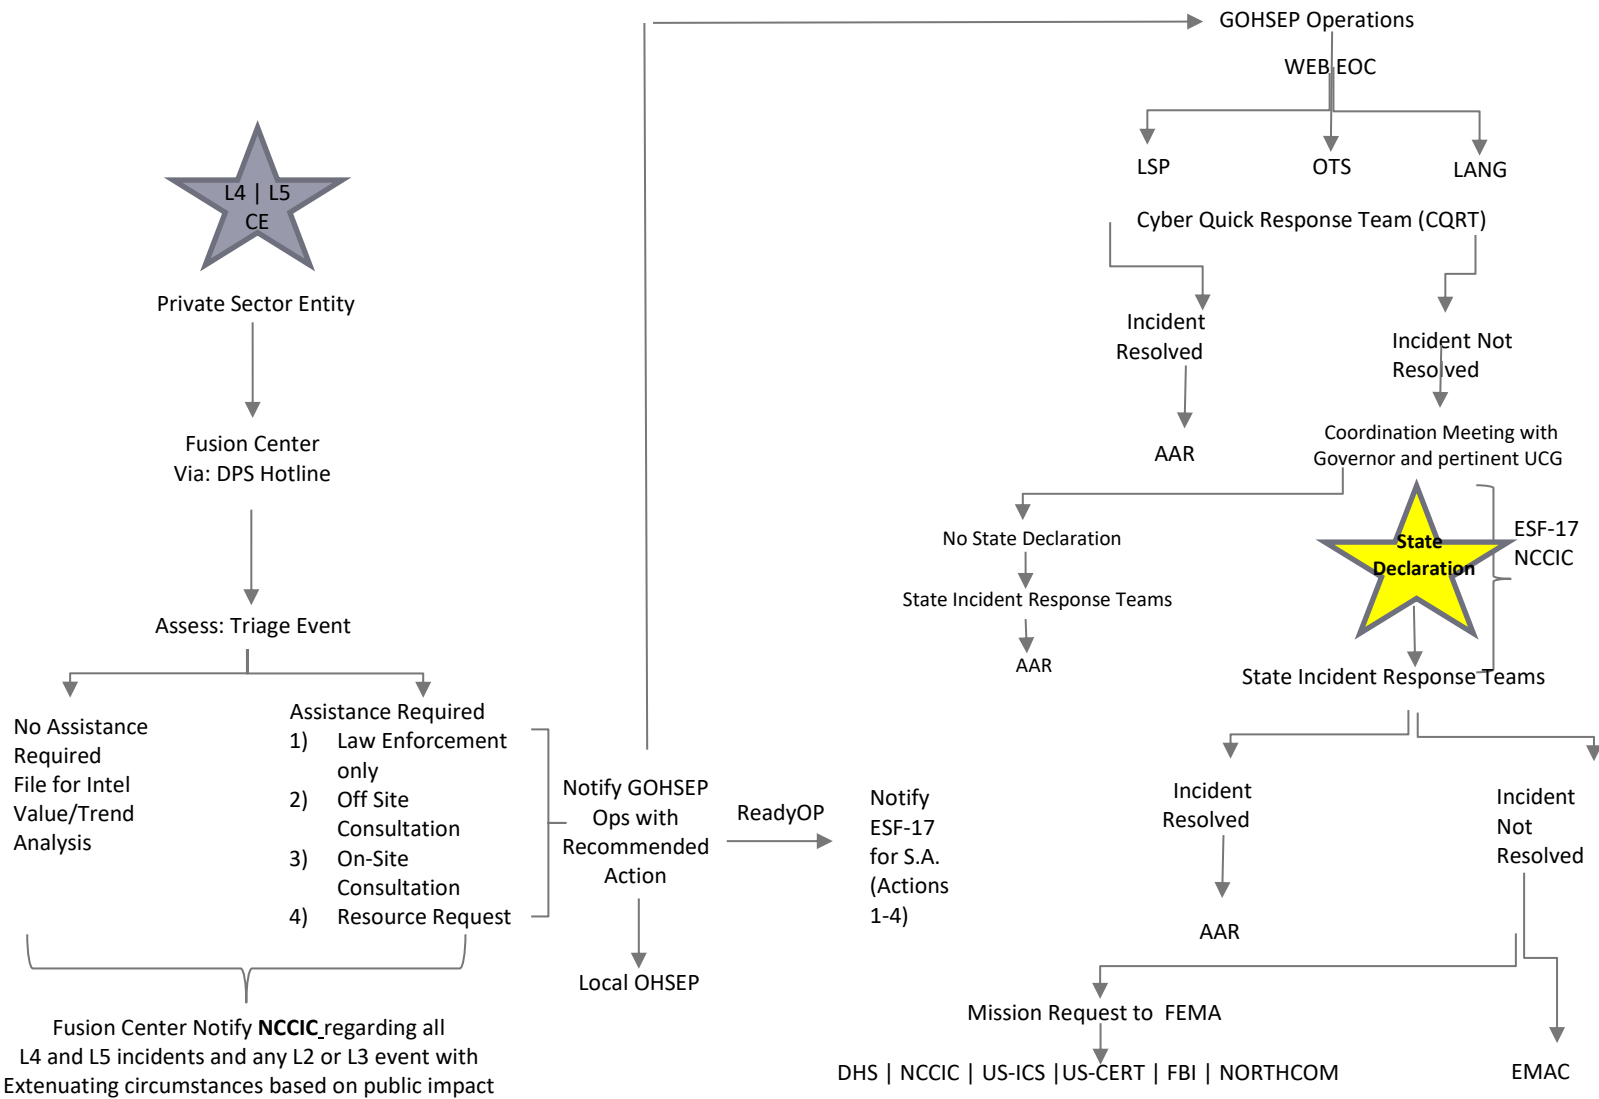 GOHSEP Operations
WEB EOC
LSP
OTS
LANG
Cyber Quick Response Team (CQRT)
L4 | L5
CE
Private Sector Entity
Fusion Center
Via: DPS Hotline
Assess: Triage Event
No Assistance
Required
File for Intel
Value/Trend
Analysis
Assistance Required
1) Law Enforcement
only
2) Off Site
Consultation
3) On-Site
Consultation
4) Resource Request
Fusion Center Notify NCCIC regarding all
L4 and L5 incidents and any L2 or L3 event with
Extenuating circumstances based on public impact
Notify GOHSEP
Ops with
Recommended
Action
Local OHSEP
ReadyOP
Notify
ESF-17
for S.A.
(Actions
1-4)
Incident
Resolved
AAR
Incident Not
Resolved
Coordination Meeting with
Governor and pertinent UCG
No State Declaration
State Incident Response Teams
AAR
State
Declaration
ESF-17
NCCIC
State Incident Response Teams
Incident
Resolved
AAR
Incident
Not
Resolved
Mission Request to FEMA
DHS | NCCIC | US-ICS |US-CERT | FBI | NORTHCOM
EMAC